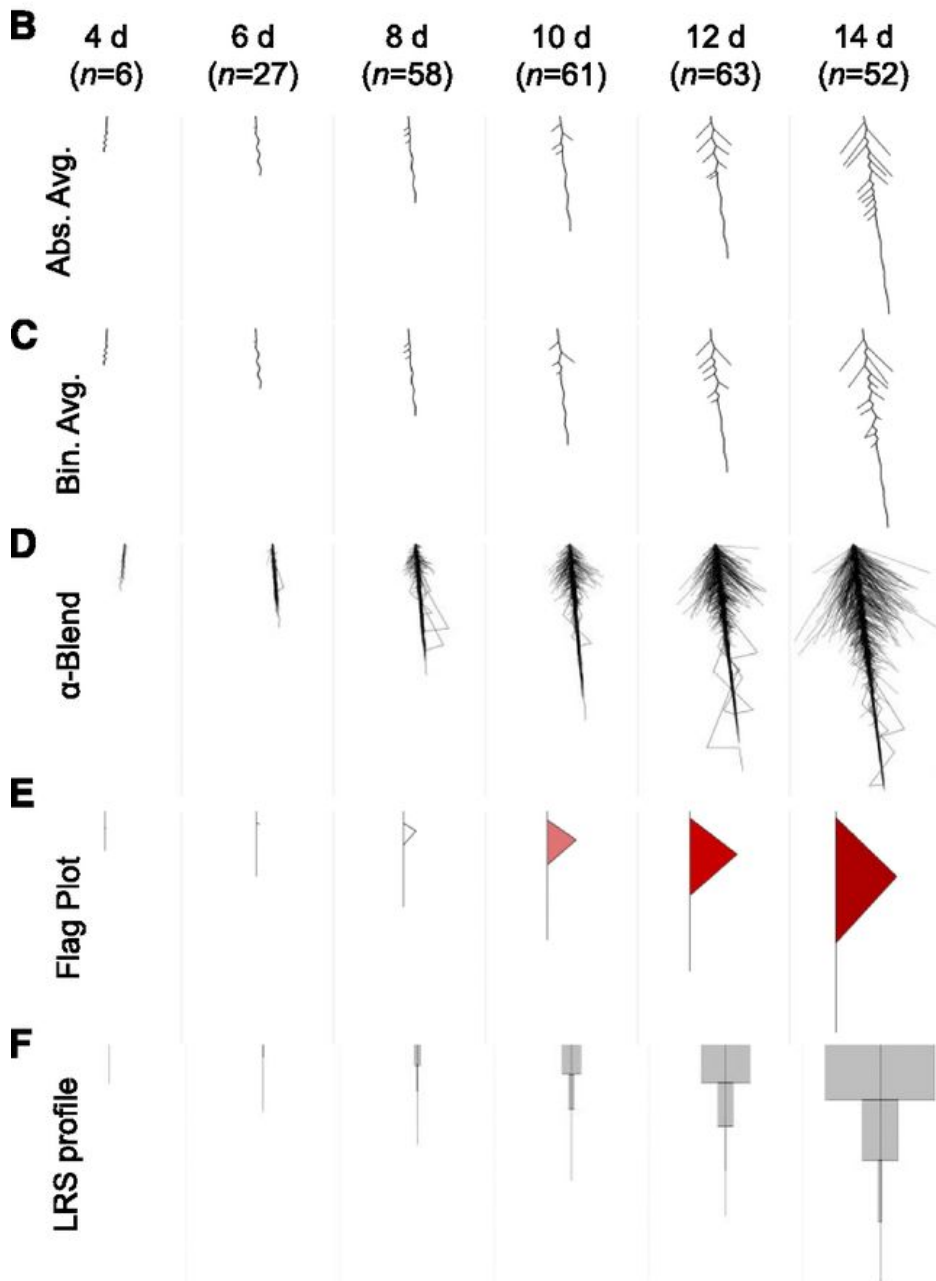 B
4 d 6 d 8 d 10 d 12 d 14 d
(n=6) (n=27) (n=58) (n=61) (n=63) (n=52)
Abs. Avg.
C
Bin. Avg.
D
α-Blend
E
Flag Plot
F
LRS profile